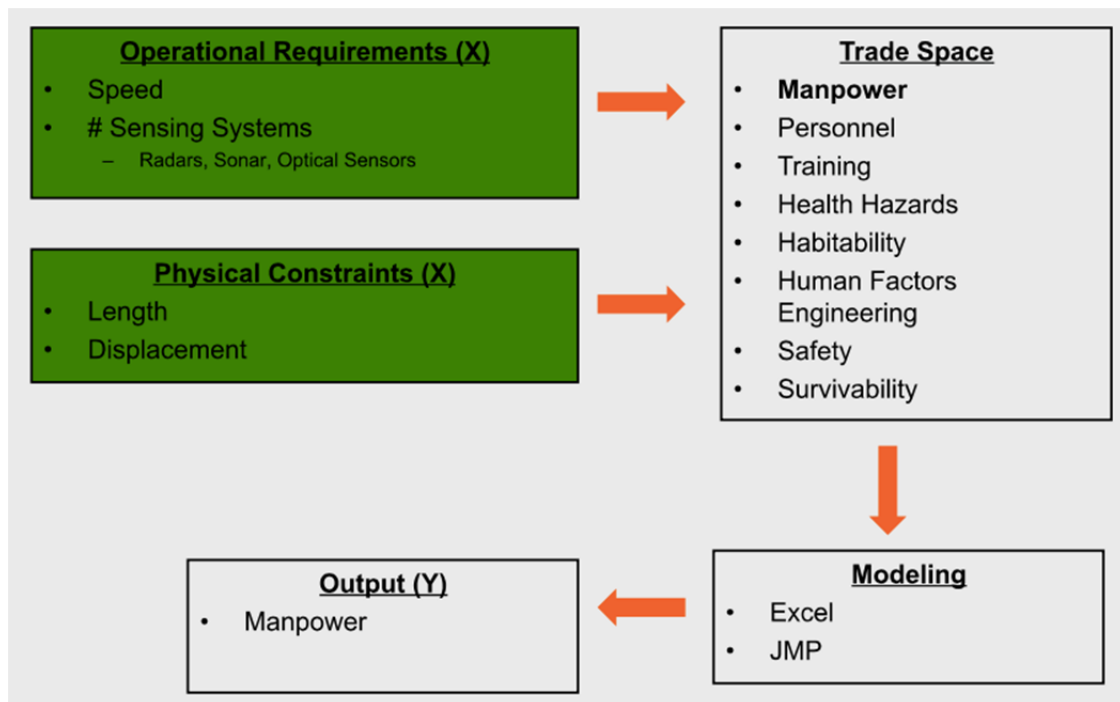 Operational Requirements (X)
• Speed
• # Sensing Systems
– Radars, Sonar, Optical Sensors
Physical Constraints (X)
• Length
• Displacement
Trade Space
• Manpower
• Personnel
• Training
• Health Hazards
• Habitability
• Human Factors
Engineering
• Safety
• Survivability
Modeling
• Excel
• JMP
Output (Y)
• Manpower